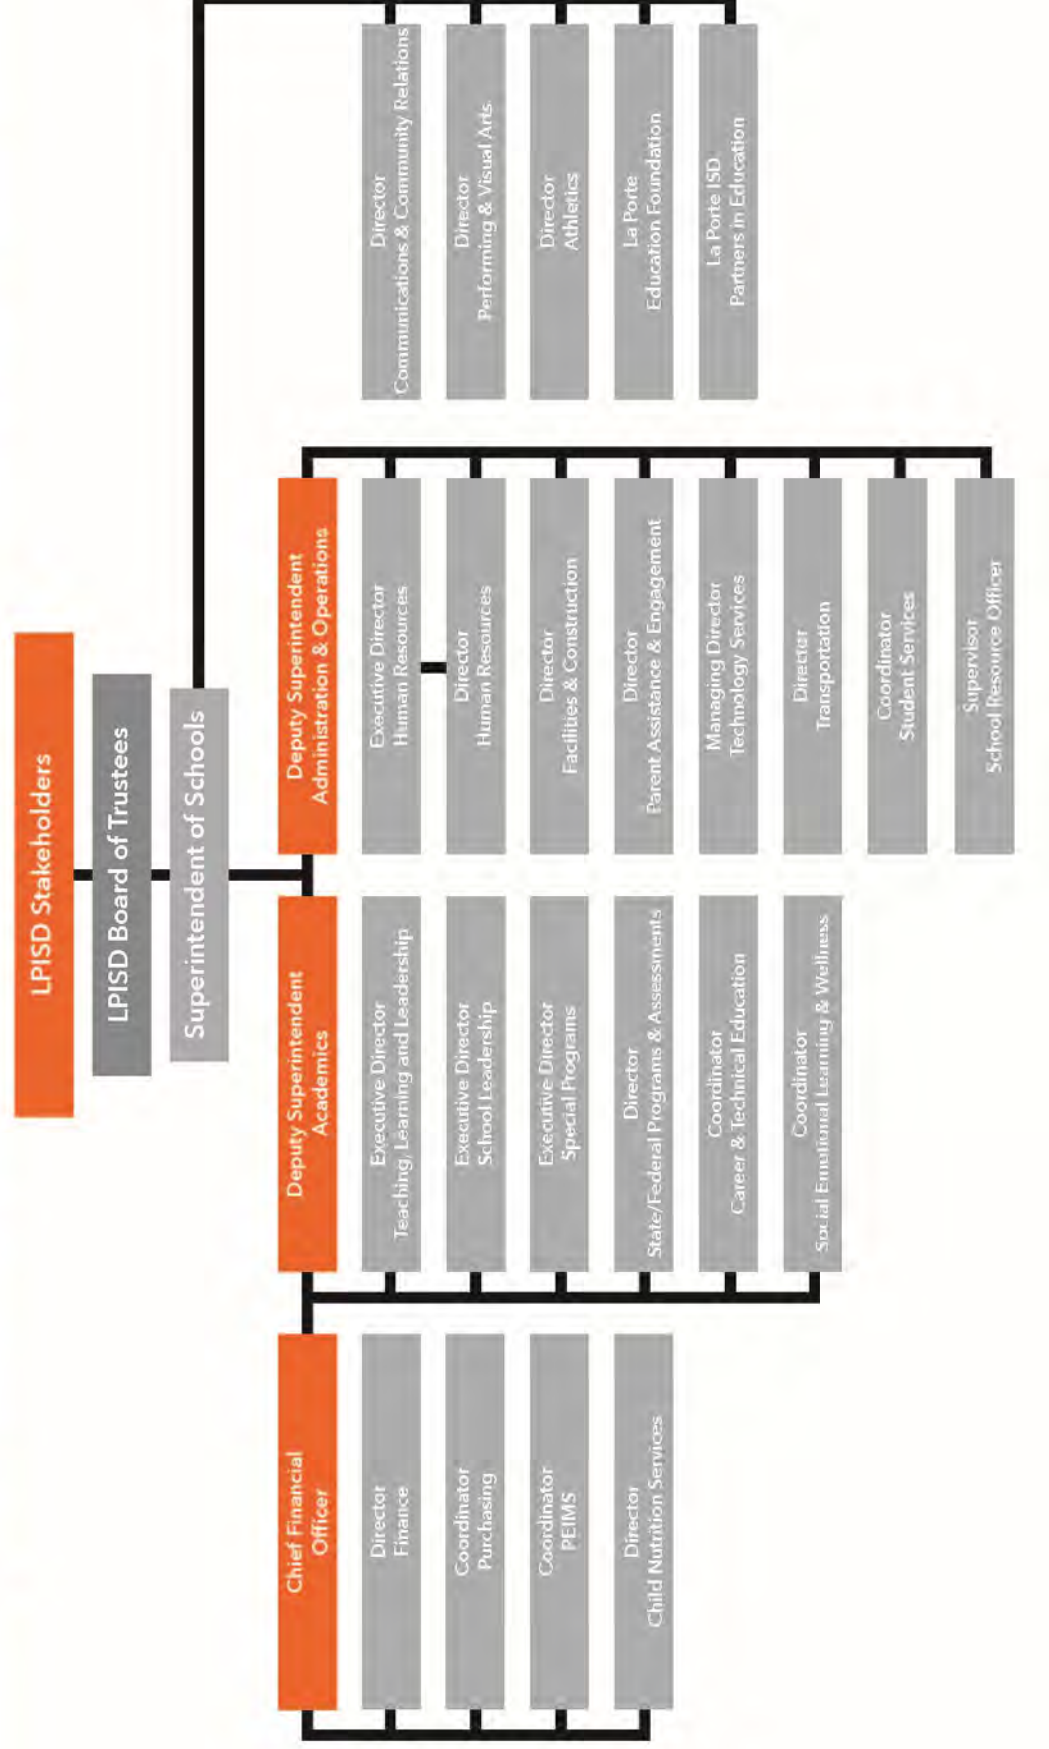 LPISD Stakeholders
LPISD Board of Trustees
Superintendent of Schools
Chief Financial
Officer
Director
Finance
Coordinator
Purchasing
Coordinator
PEIMS
Director
Child Nutrition Services
Deputy Superintendent
Academics
Executive Director
Teaching, Learning and Leadership
Executive Director
School Leadership
Executive Director
Special Programs
Director
State/Federal Programs & Assessments
Coordinator
Career & Technical Education
Coordinator
Social Emotional Learning & Wellness
Deputy Superintendent
Administration & Operations
Executive Director
Human Resources
Director
Human Resources
Director
Facilities & Construction
Director
Parent Assistance & Engagement
Managing Director
Technology Services
Director
Transportation
Coordinator
Student Services
Supervisor
School Resource Officer
Director
Communications & Community Relations
Director
Performing & Visual Arts
Director
Athletics
La Porte
Education Foundation
La Porte ISD
Partners in Education